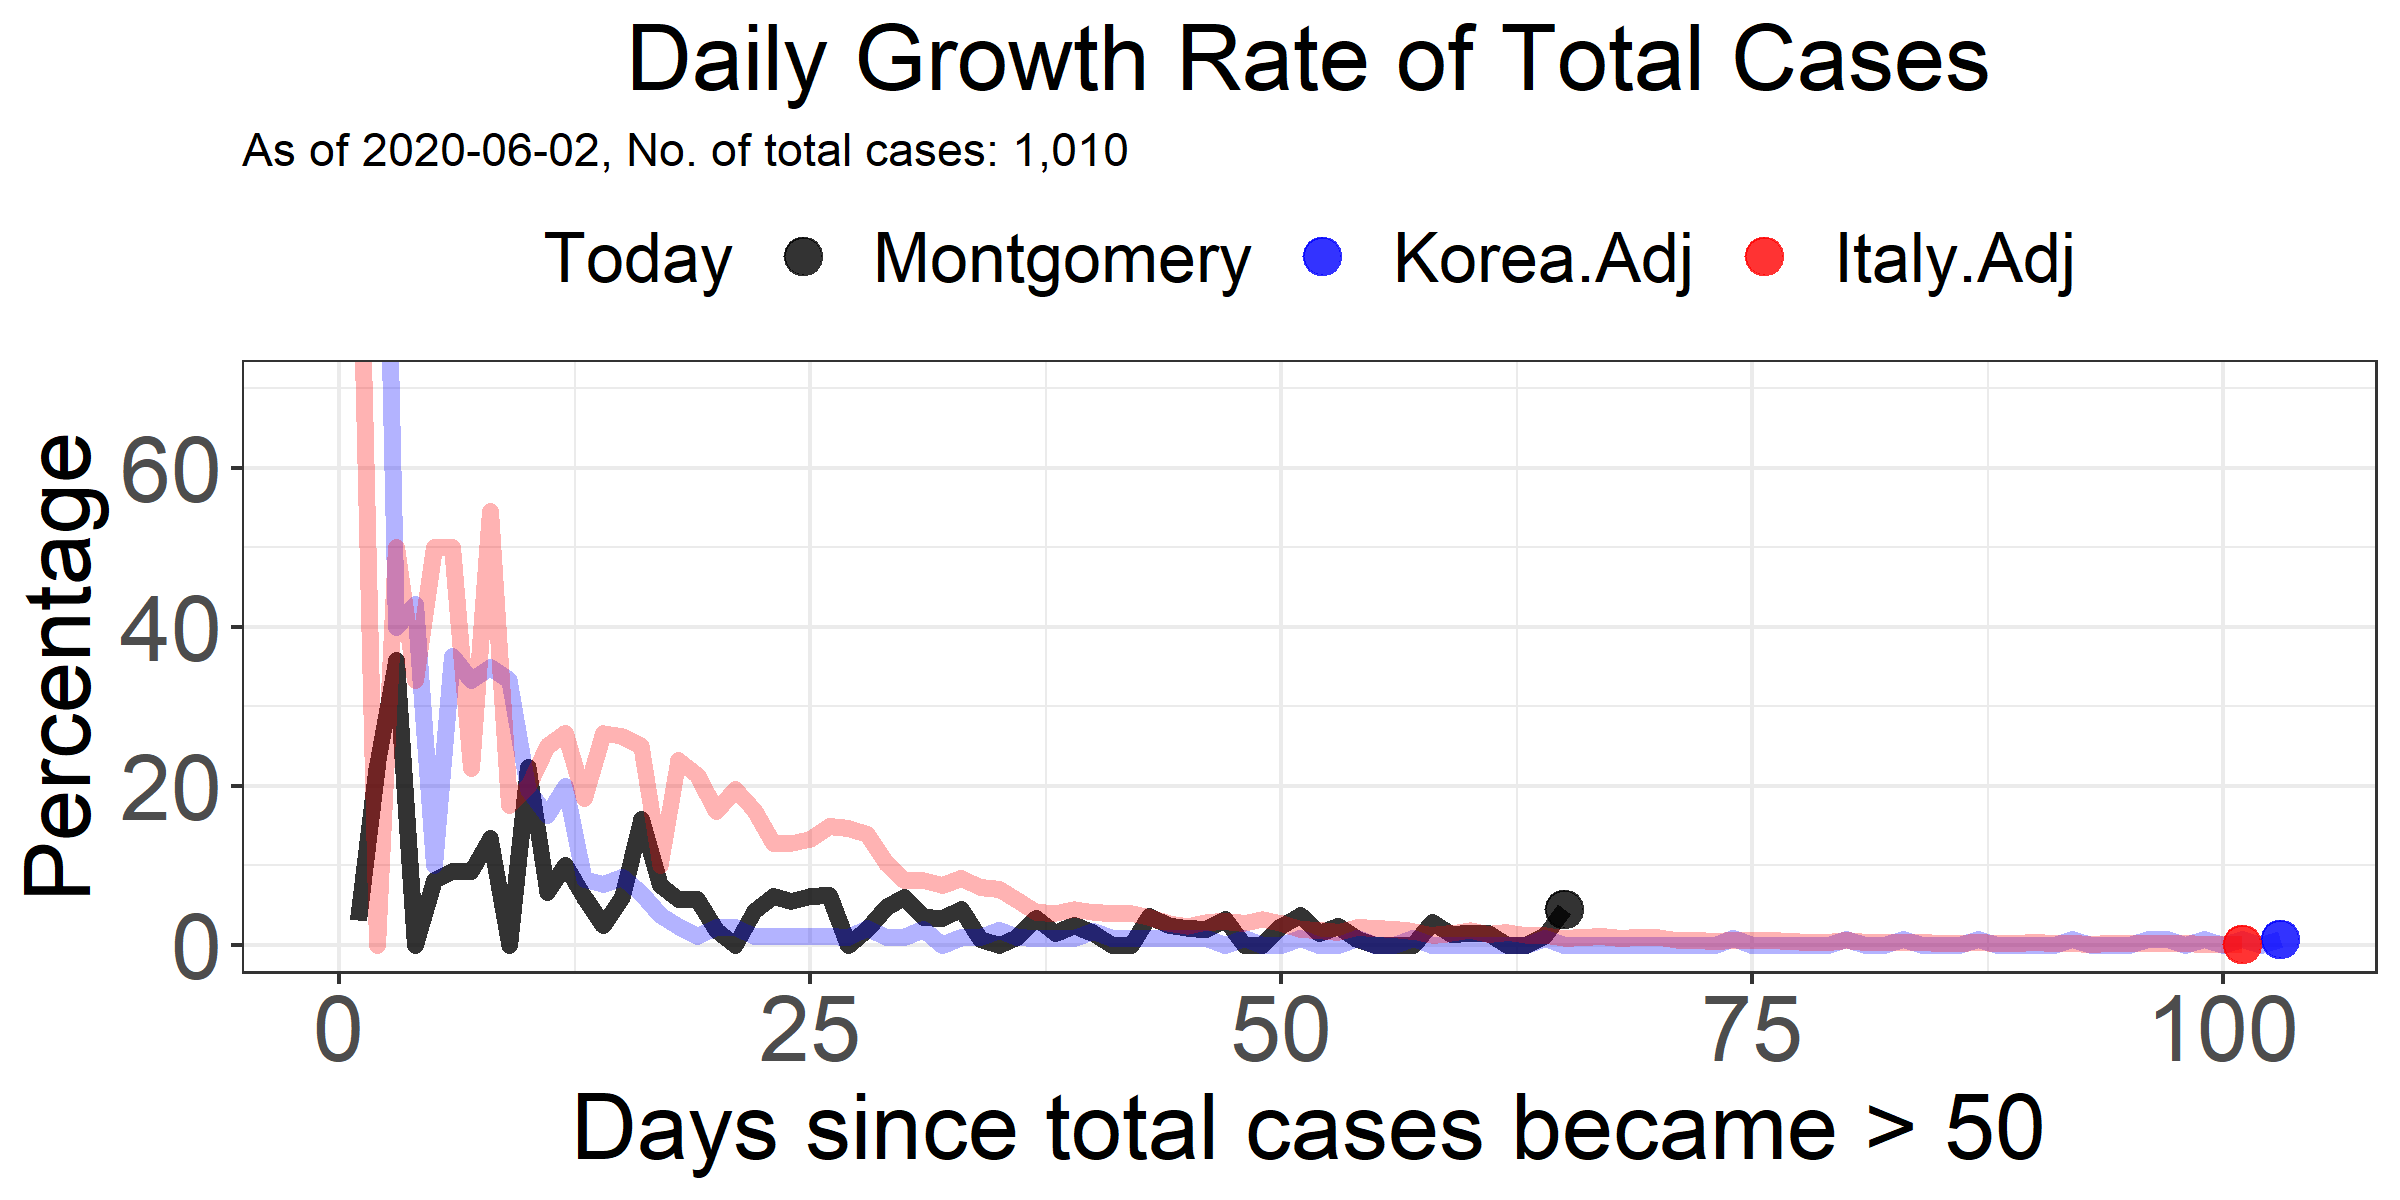 Daily Growth Rate of Total Cases
As of 2020-06-02, No. of total cases: 1,010
Today Montgomery Korea.Adj Italy.Adj
Percentage
60
40
20
0
0 25 50 75 100
Days since total cases became > 50